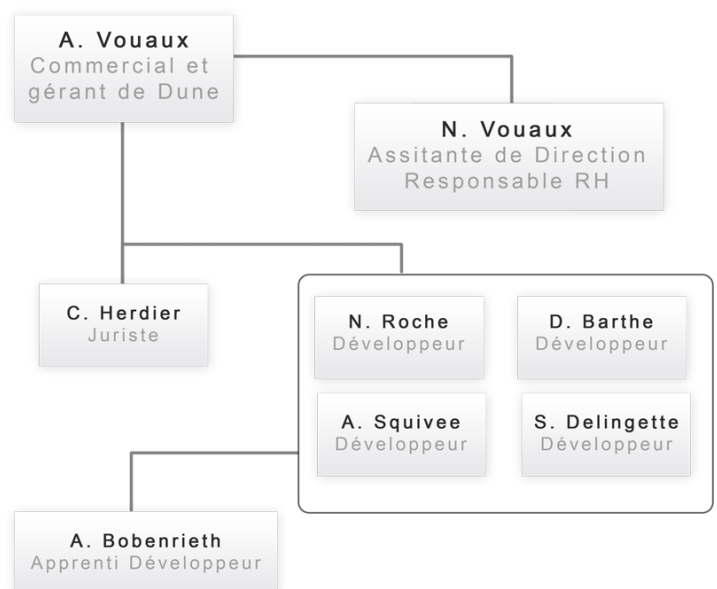 A. Vouaux
Commercial et
gérant de Dune
N. Vouaux
Assitante de Direction
Responsable RH
C. Herdier
Juriste
N. Roche
Développeur
D. Barthe
Développeur
A. Squivee
Développeur
S. Delingette
Développeur
A. Bobenrieth
Apprenti Développeur